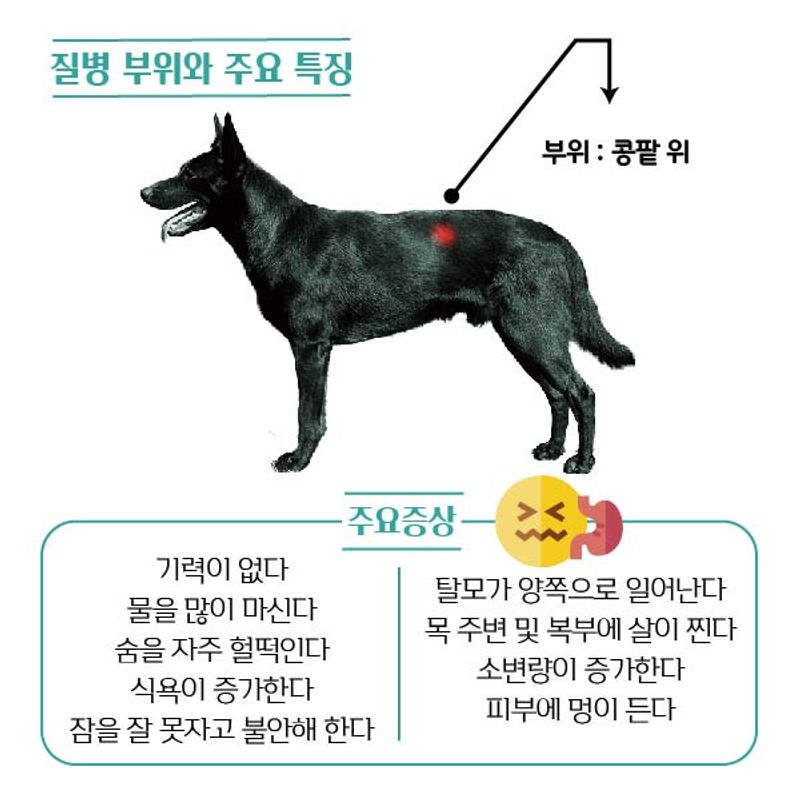 질병 부위와 주요 특징
부위 : 콩팥 위
주요증상
기력이 없다
물을 많이 마신다
숨을 자주 헐떡인다
식욕이 증가한다
잠을 잘 못자고 불안해 한다
탈모가 양쪽으로 일어난다
목 주변 및 복부에 살이 찐다
소변량이 증가한다
피부에 멍이 든다